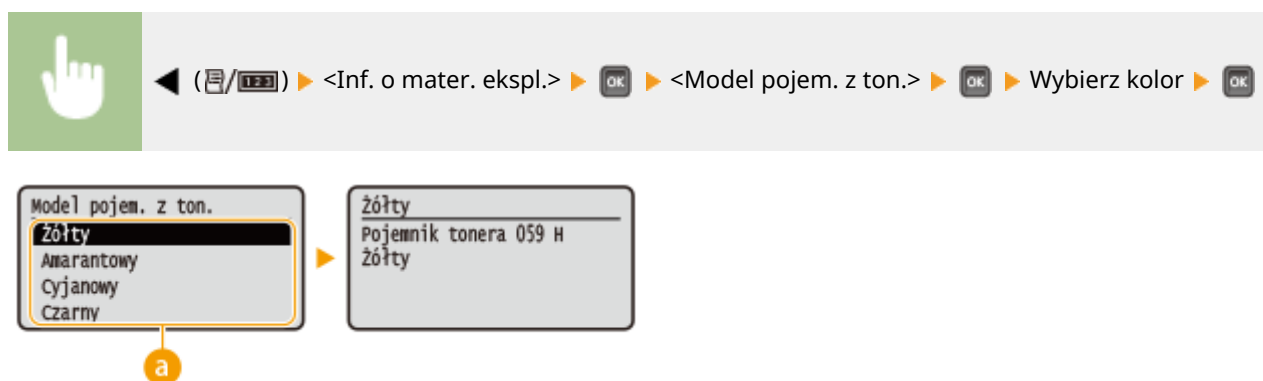 (123) <Inf. o mater. ekspl.> OK <Model pojem. z ton.> OK Wybierz kolor OK
Model pojem. z ton.
Żółty
Amarantowy
Cyjanowy
Czarny
a
Żółty
Pojemnik tonera 059 H
Żółty